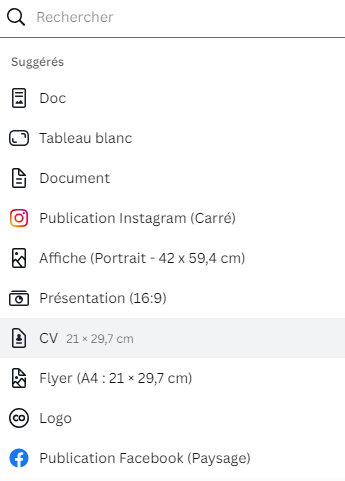 Rechercher
Suggérés
Doc
Tableau blanc
Document
Publication Instagram (Carré)
Affiche (Portrait - 42 x 59,4 cm)
Présentation (16:9)
CV 21 × 29,7 cm
Flyer (A4 : 21 × 29,7 cm)
Logo
Publication Facebook (Paysage)